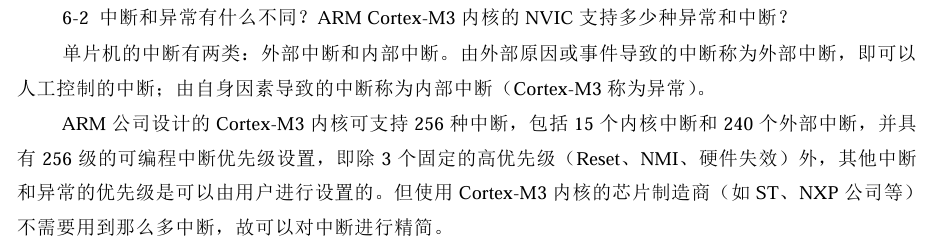 6-2 中断和异常有什么不同？ARM Cortex-M3 内核的 NVIC 支持多少种异常和中断？
单片机的中断有两类：外部中断和内部中断。由外部原因或事件导致的中断称为外部中断，即可以
人工控制的中断；由自身因素导致的中断称为内部中断（Cortex-M3 称为异常）。
ARM 公司设计的 Cortex-M3 内核可支持 256 种中断，包括 15 个内核中断和 240 个外部中断，并具
有 256 级的可编程中断优先级设置，即除 3 个固定的高优先级（Reset、NMI、硬件失效）外，其他中断
和异常的优先级是可以由用户进行设置的。但使用 Cortex-M3 内核的芯片制造商（如 ST、NXP 公司等）
不需要用到那么多中断，故可以对中断进行精简。